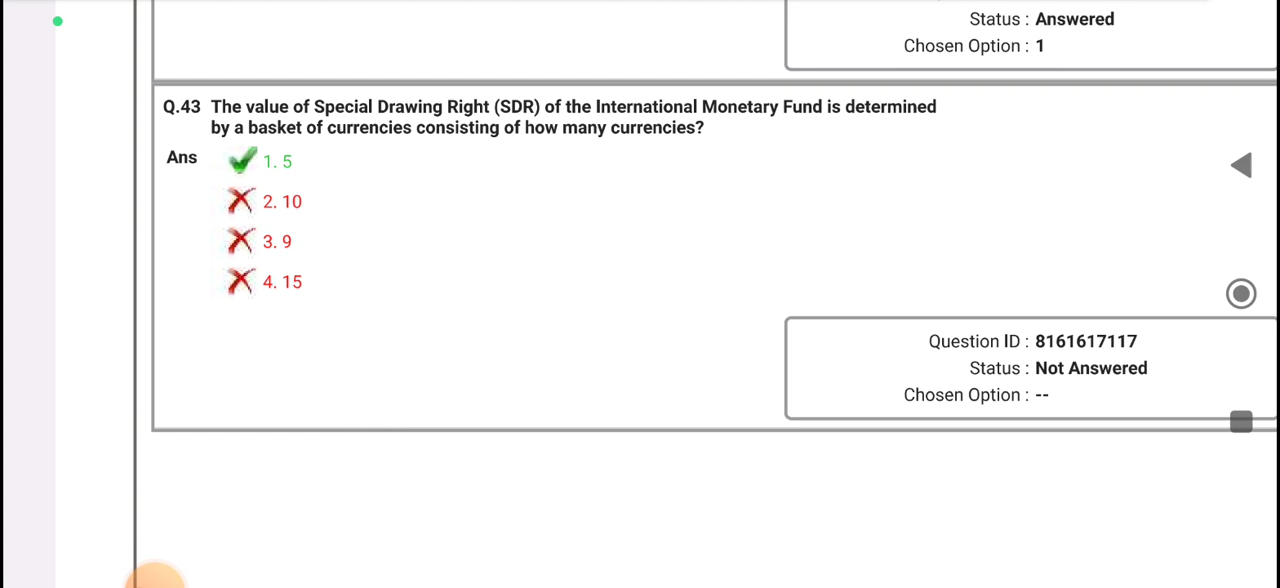 Status : Answered
Chosen Option : 1
Q.43 The value of Special Drawing Right (SDR) of the International Monetary Fund is determined
by a basket of currencies consisting of how many currencies?
Ans
1. 5
2. 10
3. 9
4. 15
Question ID : 8161617117
Status : Not Answered
Chosen Option : --